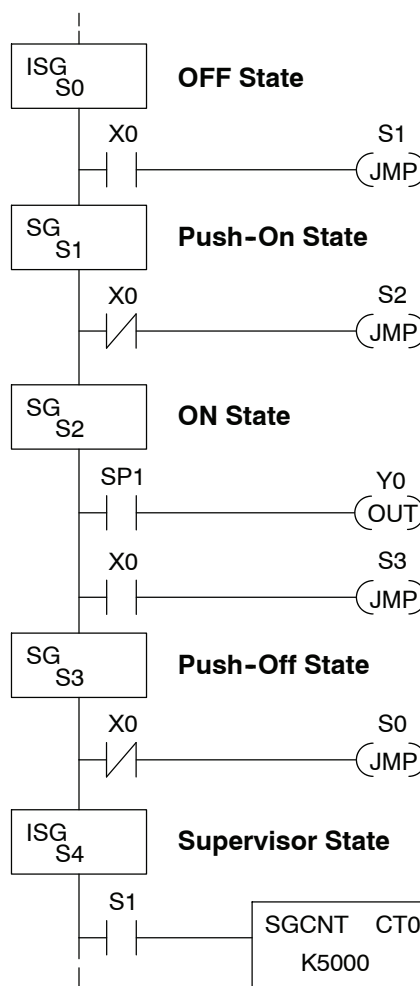 ISG
S0
OFF State
X0
S1
JMP
SG
S1
Push-On State
X0
S2
JMP
SG
S2
ON State
SP1
Y0
OUT
X0
S3
JMP
SG
S3
Push-Off State
X0
S0
JMP
ISG
S4
Supervisor State
S1
SGCNT CT0
K5000